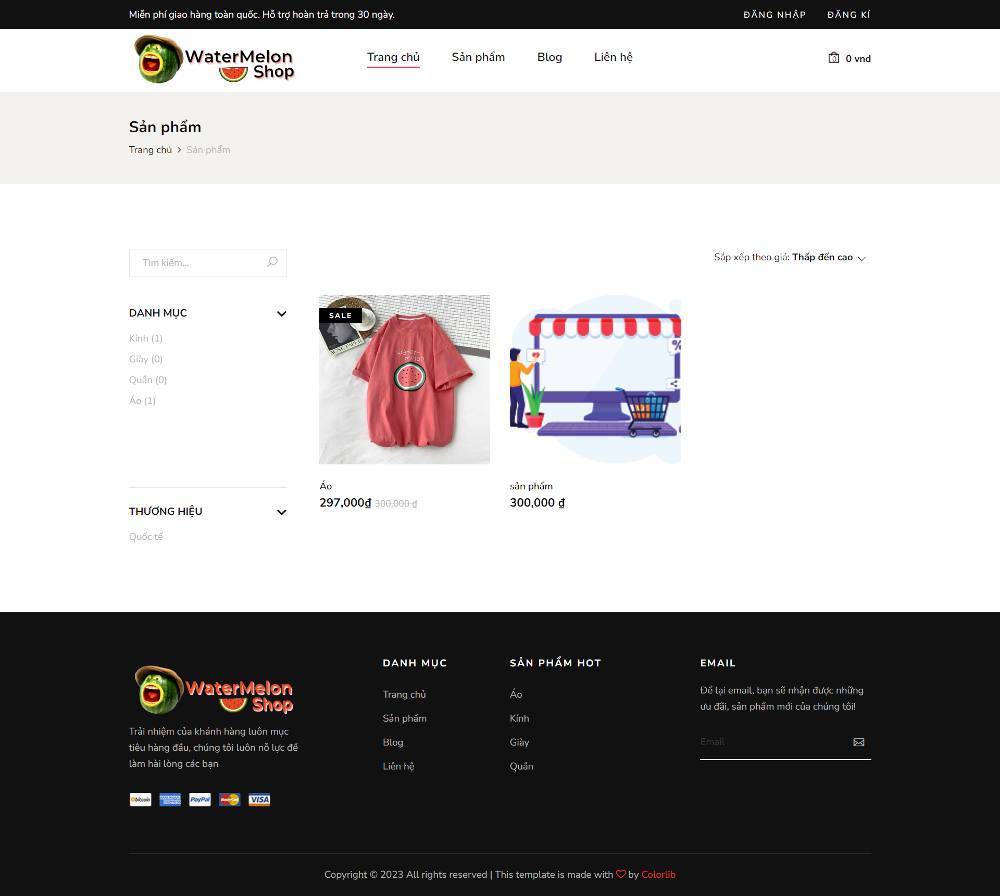 Miễn phí giao hàng toàn quốc. Hỗ trợ hoàn trả trong 30 ngày.
ĐĂNG NHẬP
ĐĂNG KÍ
WaterMelon
Shop
Trang chủ
Sản phẩm
Blog
Liên hệ
0
0 vnd
Sản phẩm
Trang chủ > Sản phẩm
Tìm kiếm...
Sắp xếp theo giá: Thấp đến cao
DANH MỤC
Kính (1)
Giày (0)
Quần (0)
Áo (1)
THƯƠNG HIỆU
Quốc tế
SALE
ACNE PAPER
water-
melon
Áo
297,000₫ 300,000 ₫
%
sản phẩm
300,000 ₫
WaterMelon
Shop
Trải nhiệm của khánh hàng luôn mục
tiêu hàng đầu, chúng tôi luôn nỗ lực để
làm hài lòng các bạn
bitcoin
AMERICAN
EXPRESS
PayPal
MasterCard
VISA
DANH MỤC
Trang chủ
Sản phẩm
Blog
Liên hệ
SẢN PHẨM HOT
Áo
Kính
Giày
Quần
EMAIL
Để lại email, bạn sẽ nhận được những
ưu đãi, sản phẩm mới của chúng tôi!
Email
Copyright © 2023 All rights reserved | This template is made with ♡ by Colorlib